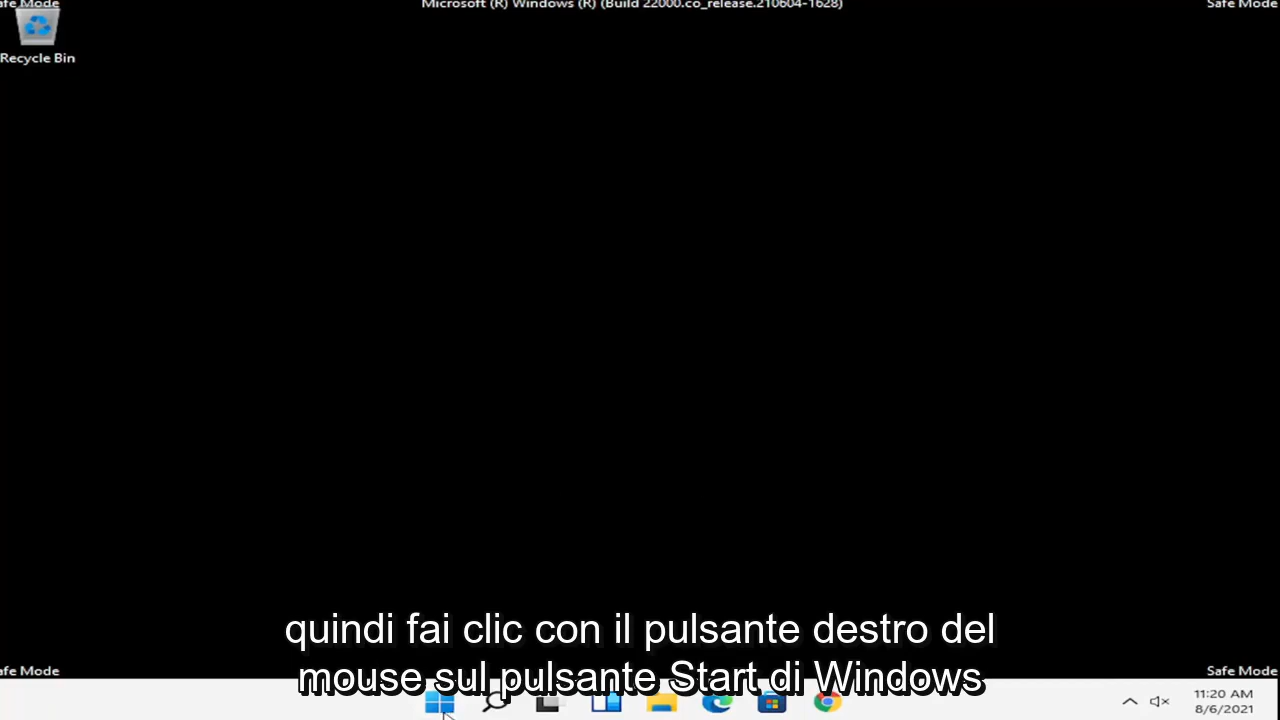 afe Mode
Microsoft (R) Windows (R) (Build 22000.co_release.210604-1628)
Safe Mode
Recycle Bin
quindi fai clic con il pulsante destro del
mouse sul pulsante Start di Windows
afe Mode
Safe Mode
11:20 AM
8/6/2021